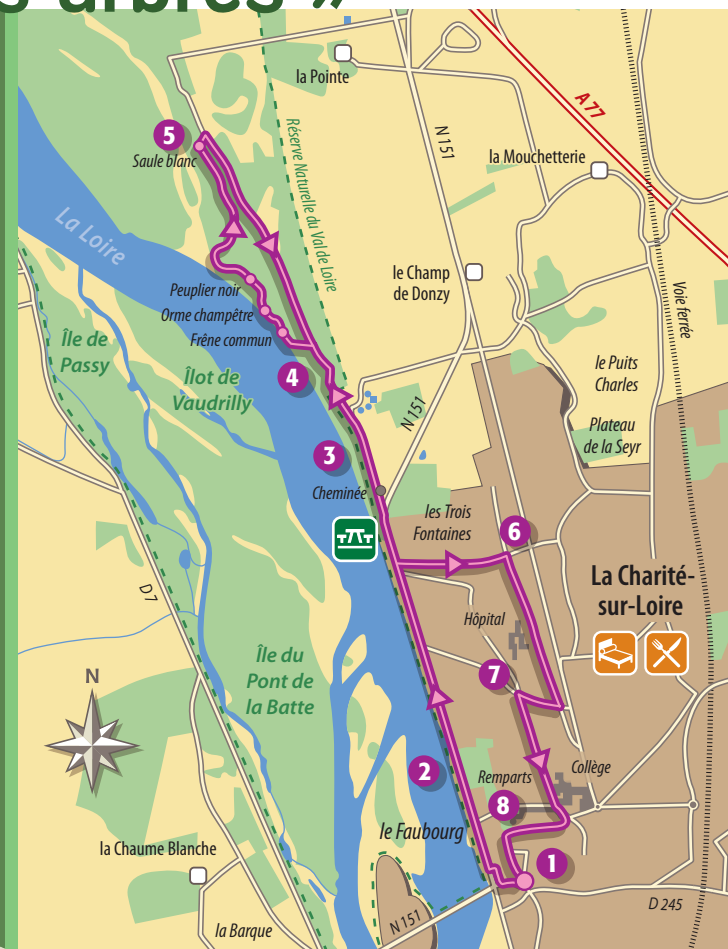 s arbres »
la Pointe
A 77
N 151
5
Saule blanc
Réserve Naturelle du Val de Loire
la Mouchetterie
La Loire
le Champ
de Donzy
Voie ferrée
Peuplier noir
Orme champêtre
Frêne commun
Île de
Passy
Îlot de
Vaudrilly
4
le Puits
Charles
N 151
Plateau
de la Seyr
3
Cheminée
les Trois
Fontaines
6
La Charité-
sur-Loire
D 7
Hôpital
Île du
Pont de
la Batte
7
N
2
Remparts
Collège
8
le Faubourg
1
la Chaume Blanche
D 245
N 151
la Barque